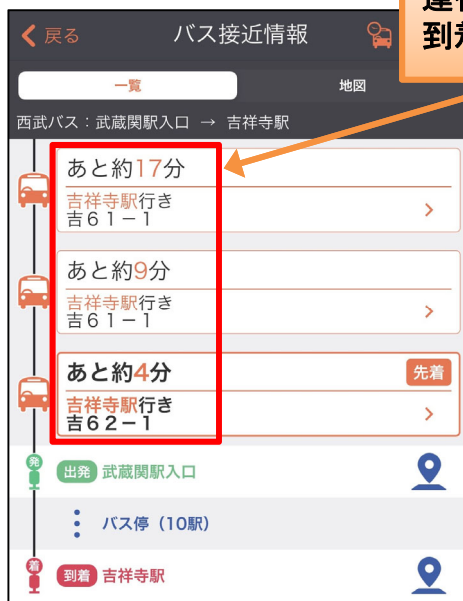 戻る バス接近情報
到着
一覧 地図
西武バス：武蔵関駅入口 → 吉祥寺駅
あと約17分
吉祥寺駅行き
吉６１－１
あと約9分
吉祥寺駅行き
吉６１－１
あと約4分 先着
吉祥寺駅行き
吉６２－１
発 出発 武蔵関駅入口
バス停（10駅）
着 到着 吉祥寺駅